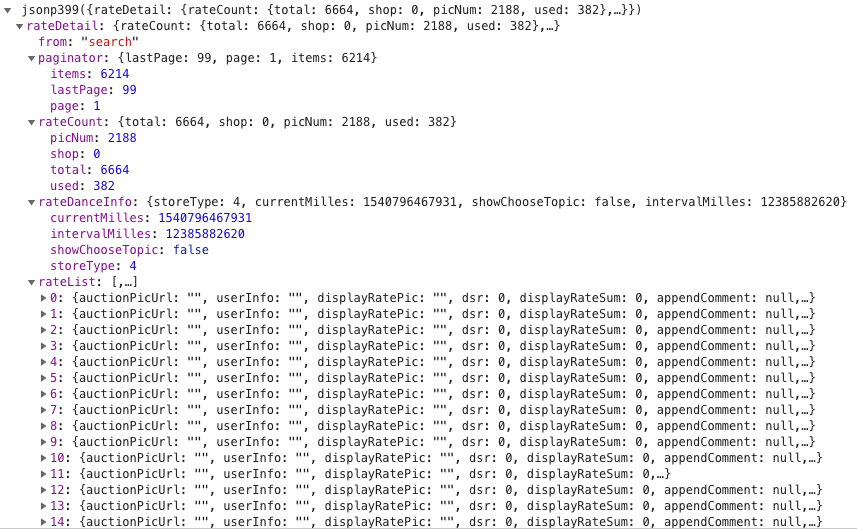 jsonp399({rateDetail: {rateCount: {total: 6664, shop: 0, picNum: 2188, used: 382},…}})
rateDetail: {rateCount: {total: 6664, shop: 0, picNum: 2188, used: 382},…}
from: "search"
paginator: {lastPage: 99, page: 1, items: 6214}
items: 6214
lastPage: 99
page: 1
rateCount: {total: 6664, shop: 0, picNum: 2188, used: 382}
picNum: 2188
shop: 0
total: 6664
used: 382
rateDanceInfo: {storeType: 4, currentMilles: 1540796467931, showChooseTopic: false, intervalMilles: 12385882620}
currentMilles: 1540796467931
intervalMilles: 12385882620
showChooseTopic: false
storeType: 4
rateList: [,…]
0: {auctionPicUrl: "", userInfo: "", displayRatePic: "", dsr: 0, displayRateSum: 0, appendComment: null,…}
1: {auctionPicUrl: "", userInfo: "", displayRatePic: "", dsr: 0, displayRateSum: 0, appendComment: null,…}
2: {auctionPicUrl: "", userInfo: "", displayRatePic: "", dsr: 0, displayRateSum: 0, appendComment: null,…}
3: {auctionPicUrl: "", userInfo: "", displayRatePic: "", dsr: 0, displayRateSum: 0, appendComment: null,…}
4: {auctionPicUrl: "", userInfo: "", displayRatePic: "", dsr: 0, displayRateSum: 0, appendComment: null,…}
5: {auctionPicUrl: "", userInfo: "", displayRatePic: "", dsr: 0, displayRateSum: 0, appendComment: null,…}
6: {auctionPicUrl: "", userInfo: "", displayRatePic: "", dsr: 0, displayRateSum: 0, appendComment: null,…}
7: {auctionPicUrl: "", userInfo: "", displayRatePic: "", dsr: 0, displayRateSum: 0, appendComment: null,…}
8: {auctionPicUrl: "", userInfo: "", displayRatePic: "", dsr: 0, displayRateSum: 0, appendComment: null,…}
9: {auctionPicUrl: "", userInfo: "", displayRatePic: "", dsr: 0, displayRateSum: 0, appendComment: null,…}
10: {auctionPicUrl: "", userInfo: "", displayRatePic: "", dsr: 0, displayRateSum: 0, appendComment: null,…}
11: {auctionPicUrl: "", userInfo: "", displayRatePic: "", dsr: 0, displayRateSum: 0,…}
12: {auctionPicUrl: "", userInfo: "", displayRatePic: "", dsr: 0, displayRateSum: 0, appendComment: null,…}
13: {auctionPicUrl: "", userInfo: "", displayRatePic: "", dsr: 0, displayRateSum: 0, appendComment: null,…}
14: {auctionPicUrl: "", userInfo: "", displayRatePic: "", dsr: 0, displayRateSum: 0, appendComment: null,…}